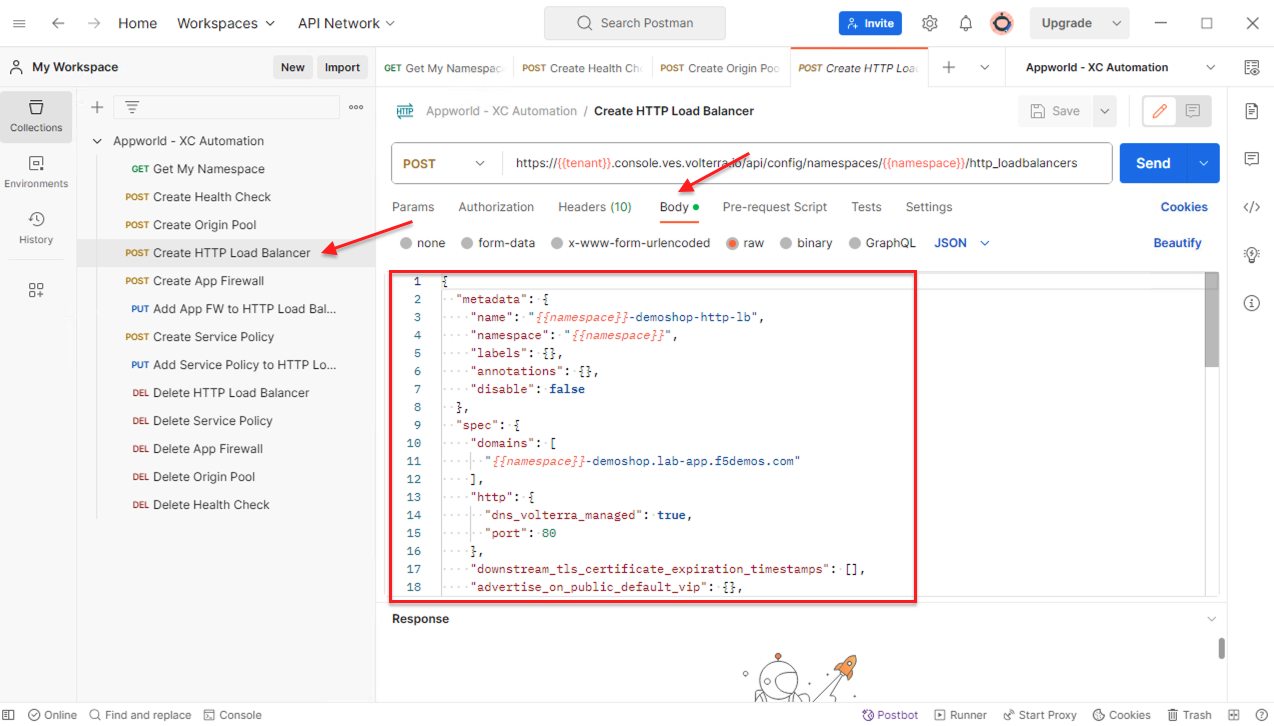 Home Workspaces API Network Search Postman Invite Upgrade
My Workspace New Import
GET Get My Namespac
POST Create Health Ch
POST Create Origin Poo
POST Create HTTP Loa
Appworld - XC Automation
Collections
Environments
History
Appworld - XC Automation
GET Get My Namespace
POST Create Health Check
POST Create Origin Pool
POST Create HTTP Load Balancer
POST Create App Firewall
PUT Add App FW to HTTP Load Bal...
POST Create Service Policy
PUT Add Service Policy to HTTP Lo...
DEL Delete HTTP Load Balancer
DEL Delete Service Policy
DEL Delete App Firewall
DEL Delete Origin Pool
DEL Delete Health Check
HTTP Appworld - XC Automation / Create HTTP Load Balancer Save
POST https://{{tenant}}.console.ves.volterra.io/api/config/namespaces/{{namespace}}/http_loadbalancers Send
Params Authorization Headers (10) Body Pre-request Script Tests Settings Cookies
none form-data x-www-form-urlencoded raw binary GraphQL JSON Beautify
1 {
2 "metadata": {
3 "name": "{{namespace}}-demoshop-http-lb",
4 "namespace": "{{namespace}}",
5 "labels": {},
6 "annotations": {},
7 "disable": false
8 },
9 "spec": {
10 "domains": [
11 "{{namespace}}-demoshop.lab-app.f5demos.com"
12 ],
13 "http": {
14 "dns_volterra_managed": true,
15 "port": 80
16 },
17 "downstream_tls_certificate_expiration_timestamps": [],
18 "advertise_on_public_default_vip": {},
Response
Online Find and replace Console Postbot Runner Start Proxy Cookies Trash